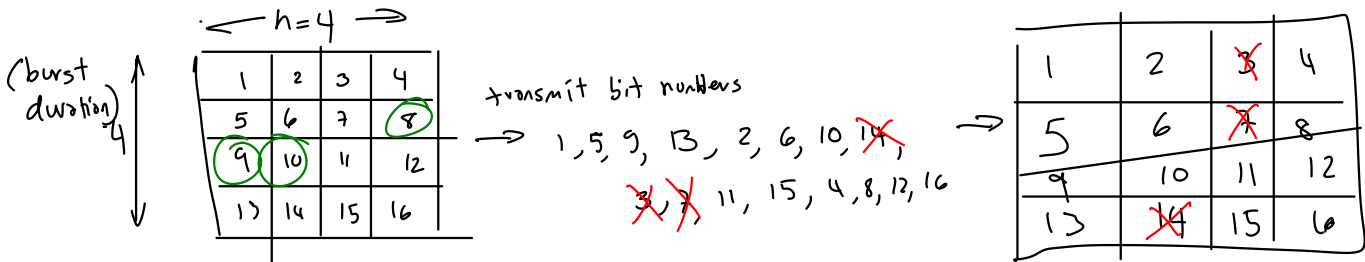 n=4
(burst
duration)
4
1 2 3 4
5 6 7 8
9 10 11 12
13 14 15 16
transmit bit numbers
1, 5, 9, 13, 2, 6, 10, 14,
3, 7, 11, 15, 4, 8, 12, 16
1 2 3 4
5 6 7 8
9 10 11 12
13 14 15 16